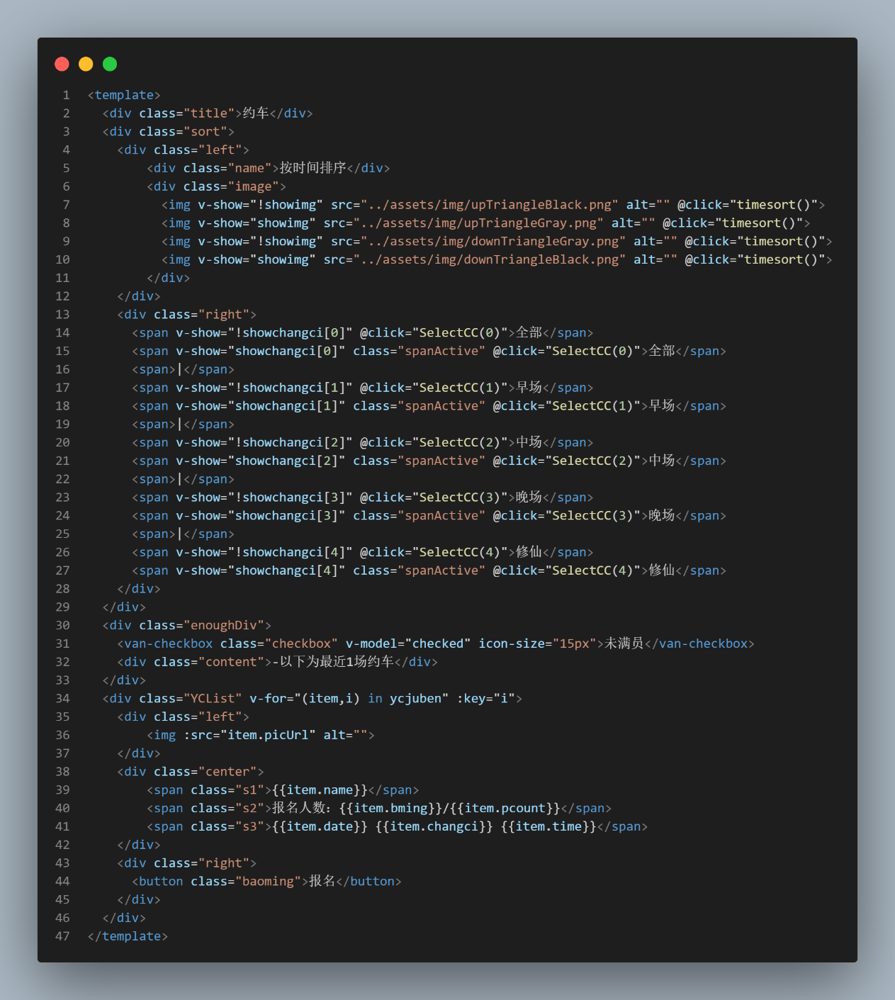 1 <template>
2   <div class="title">约车</div>
3   <div class="sort">
4     <div class="left">
5         <div class="name">按时间排序</div>
6         <div class="image">
7           <img v-show="!showimg" src="../assets/img/upTriangleBlack.png" alt="" @click="timesort()">
8           <img v-show="showimg" src="../assets/img/upTriangleGray.png" alt="" @click="timesort()">
9           <img v-show="!showimg" src="../assets/img/downTriangleGray.png" alt="" @click="timesort()">
10           <img v-show="showimg" src="../assets/img/downTriangleBlack.png" alt="" @click="timesort()">
11         </div>
12     </div>
13     <div class="right">
14       <span v-show="!showchangci[0]" @click="SelectCC(0)">全部</span>
15       <span v-show="showchangci[0]" class="spanActive" @click="SelectCC(0)">全部</span>
16       <span>|</span>
17       <span v-show="!showchangci[1]" @click="SelectCC(1)">早场</span>
18       <span v-show="showchangci[1]" class="spanActive" @click="SelectCC(1)">早场</span>
19       <span>|</span>
20       <span v-show="!showchangci[2]" @click="SelectCC(2)">中场</span>
21       <span v-show="showchangci[2]" class="spanActive" @click="SelectCC(2)">中场</span>
22       <span>|</span>
23       <span v-show="!showchangci[3]" @click="SelectCC(3)">晚场</span>
24       <span v-show="showchangci[3]" class="spanActive" @click="SelectCC(3)">晚场</span>
25       <span>|</span>
26       <span v-show="!showchangci[4]" @click="SelectCC(4)">修仙</span>
27       <span v-show="showchangci[4]" class="spanActive" @click="SelectCC(4)">修仙</span>
28     </div>
29   </div>
30   <div class="enoughDiv">
31     <van-checkbox class="checkbox" v-model="checked" icon-size="15px">未满员</van-checkbox>
32     <div class="content">-以下为最近1场约车</div>
33   </div>
34   <div class="YCList" v-for="(item,i) in ycjuben" :key="i">
35     <div class="left">
36         <img :src="item.picUrl" alt="">
37     </div>
38     <div class="center">
39         <span class="s1">{{item.name}}</span>
40         <span class="s2">报名人数：{{item.bming}}/{{item.pcount}}</span>
41         <span class="s3">{{item.date}} {{item.changci}} {{item.time}}</span>
42     </div>
43     <div class="right">
44       <button class="baoming">报名</button>
45     </div>
46   </div>
47 </template>